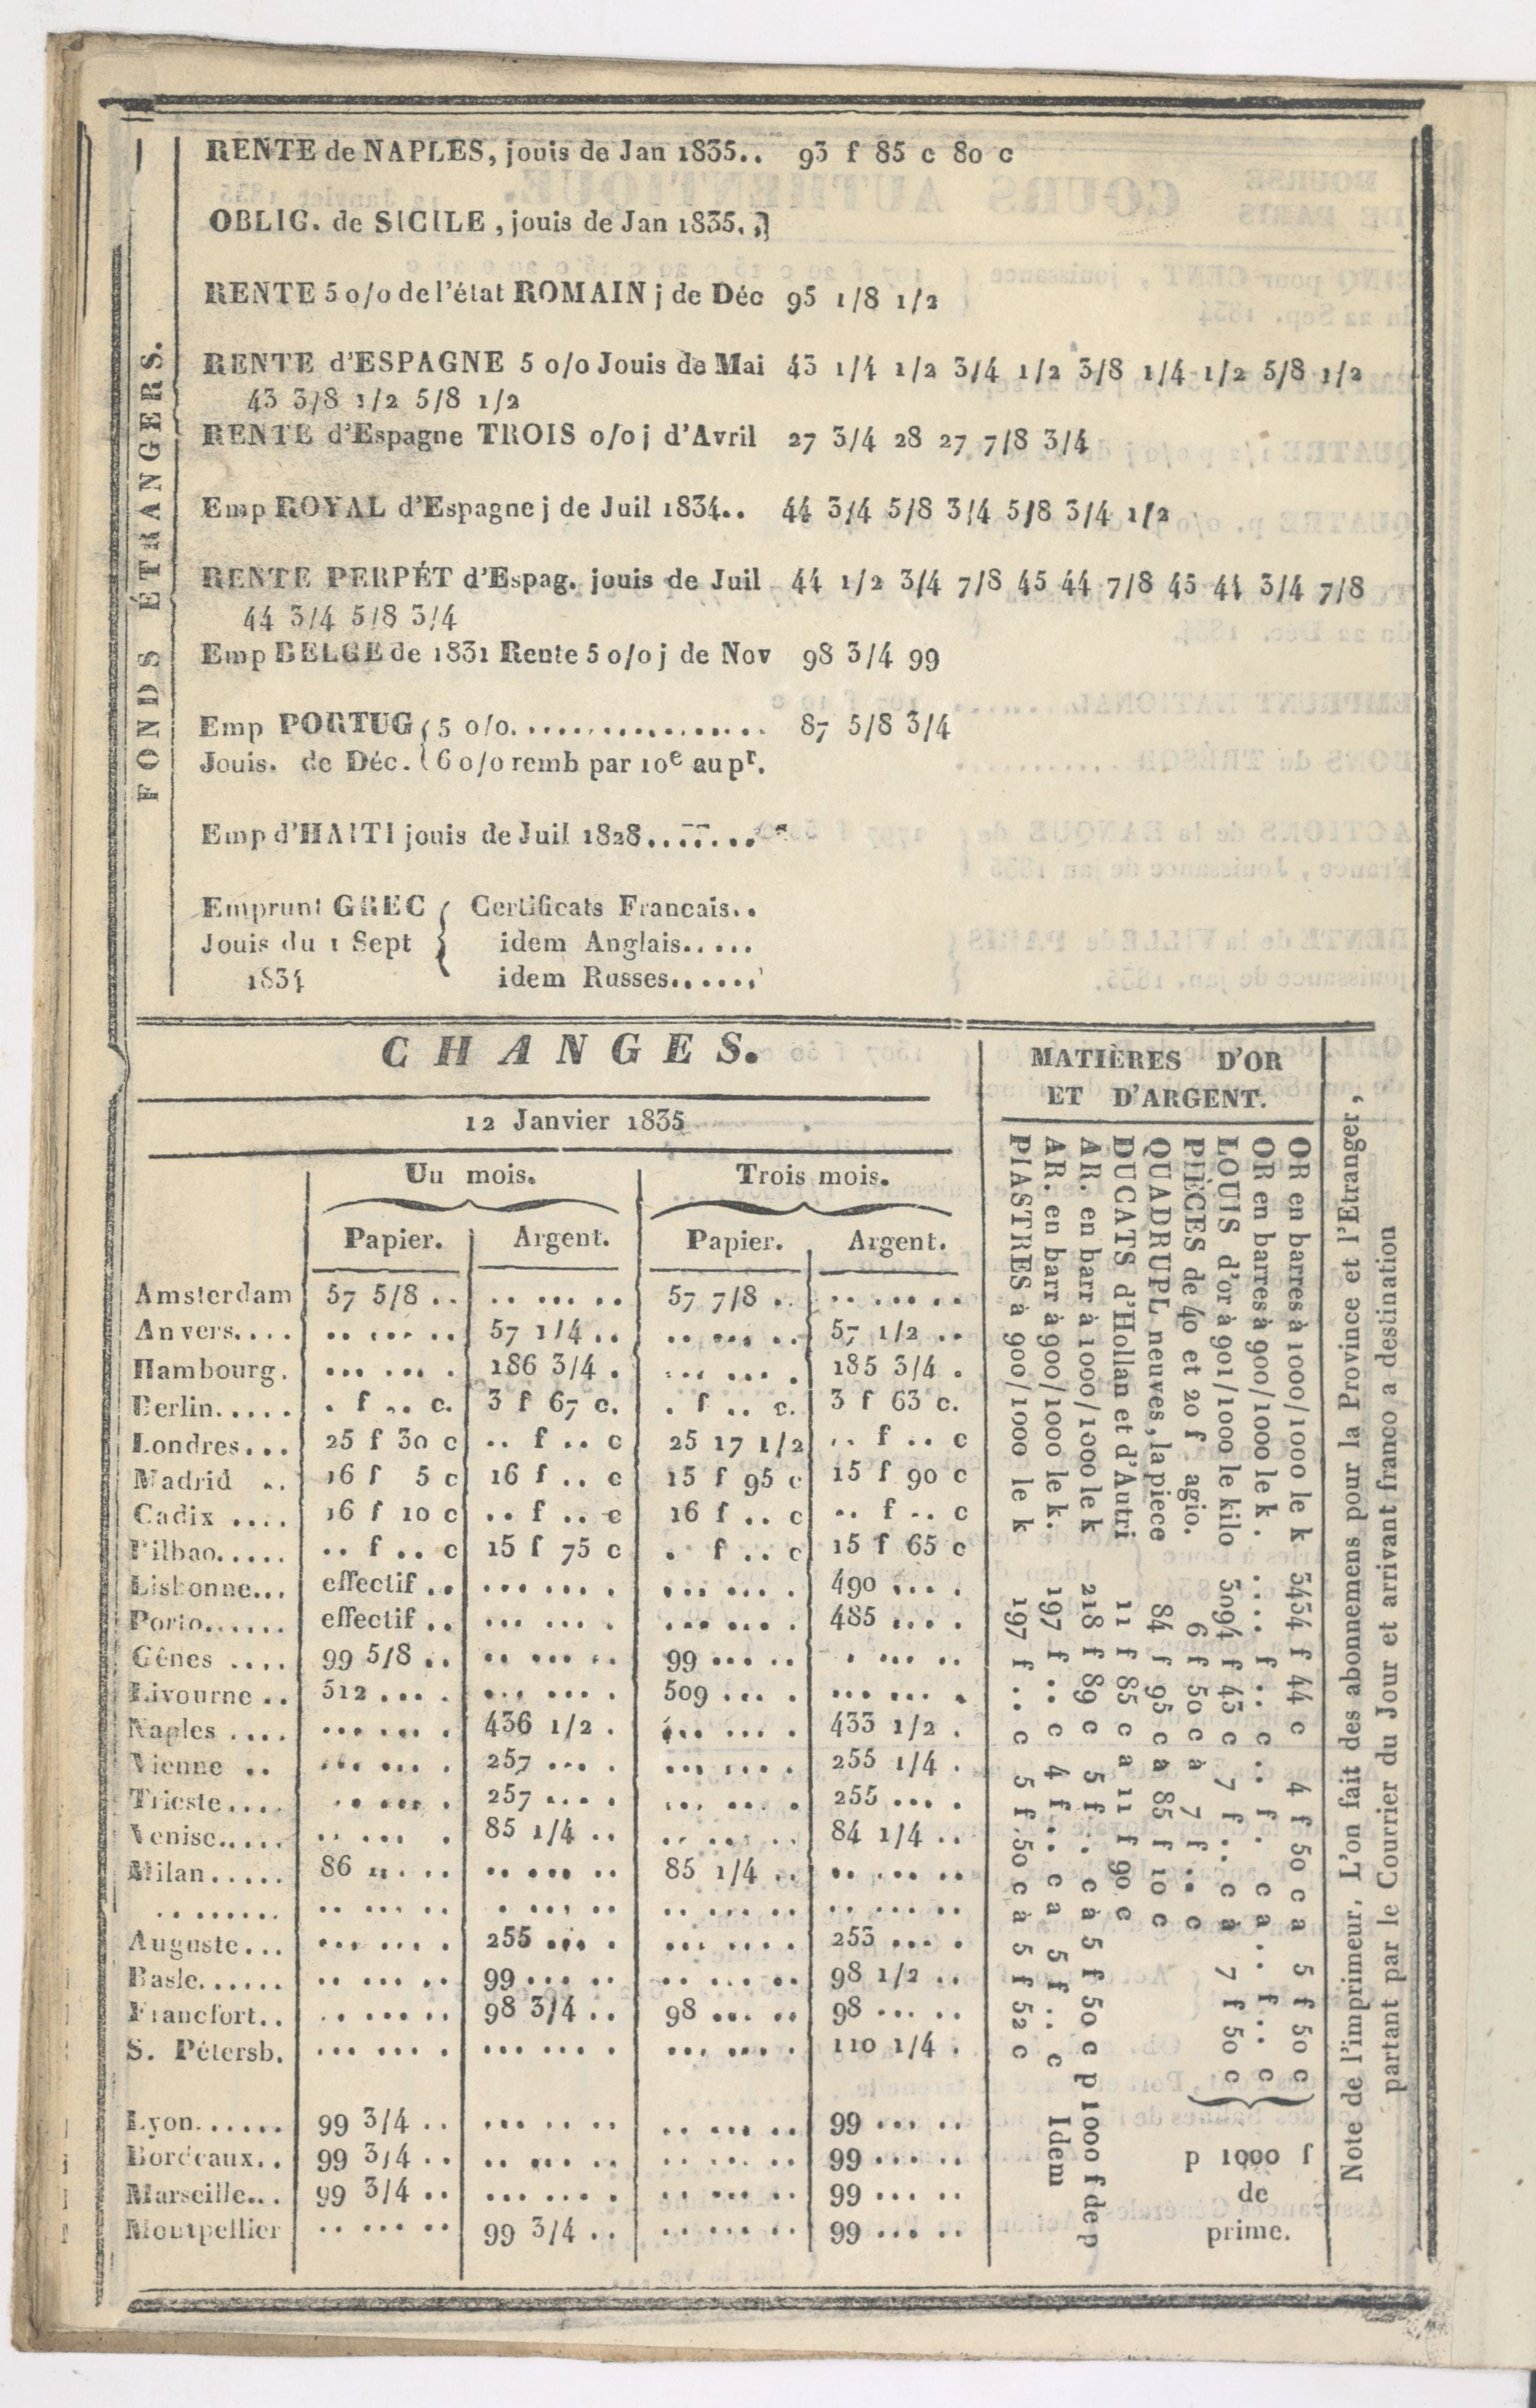 FONDS ÉTRANGERS.
RENTE de NAPLES, jouis de Jan 1835.. 93 f 85 c 80 c
OBLIG. de SICILE, jouis de Jan 1835.
RENTE 5 o/o de l'état ROMAIN j de Déc 95 1/8 1/2
RENTE d'ESPAGNE 5 o/o Jouis de Mai 43 1/4 1/2 3/4 1/2 3/8 1/4 1/2 5/8 1/2
43 3/8 1/2 5/8 1/2
RENTE d'Espagne TROIS o/o j d'Avril 27 3/4 28 27 7/8 3/4
Emp ROYAL d'Espagne j de Juil 1834.. 44 3/4 5/8 3/4 5/8 3/4 1/2
RENTE PERPÉT d'Espag. jouis de Juil 44 1/2 3/4 7/8 45 44 7/8 45 44 3/4 7/8
44 3/4 5/8 3/4
Emp BELGE de 1831 Rente 5 o/o j de Nov 98 3/4 99
Emp PORTUG { 5 o/o................ 87 5/8 3/4
Jouis. de Déc. { 6 o/o remb par 10e au pr.
Emp d'HAITI jouis de Juil 1828........
Emprunt GREC { Certificats Francais..
Jouis du 1 Sept { idem Anglais.....
1834 idem Russes......
CHANGES.
12 Janvier 1835
Un mois. Trois mois.
Papier. Argent. Papier. Argent.
Amsterdam 57 5/8 .. .. ... .. 57 7/8 .. .. ... ..
Anvers.... .. ... .. 57 1/4 .. .. ... .. 57 1/2 ..
Hambourg. ... ... . 186 3/4 . ... ... . 185 3/4 .
Berlin..... . f .. c. 3 f 67 c. . f .. c. 3 f 63 c.
Londres... 25 f 30 c .. f .. c 25 17 1/2 .. f .. c
Madrid .. 16 f 5 c 16 f .. c 15 f 95 c 15 f 90 c
Cadix .... 16 f 10 c .. f .. c 16 f .. c .. f .. c
Bilbao..... .. f .. c 15 f 75 c . f .. c 15 f 65 c
Lisbonne... effectif .. ... ... . ... ... . 490 ... .
Porto...... effectif .. ... ... . ... ... . 485 ... .
Gênes .... 99 5/8 .. .. ... .. 99 ... .. . ... ..
Livourne .. 512 ... . ... ... . 509 ... . ... ... .
Naples .... ... ... . 436 1/2 . ... ... . 433 1/2 .
Vienne .. ... ... . 257 ... . ... ... . 255 1/4 .
Trieste.... .. ... . 257 ... . ... ... . 255 ... .
Venise..... .. ... . 85 1/4 .. .. ... .. 84 1/4 ..
Milan..... 86 .. . .. .. ... .. 85 1/4 .. .. ... ..
.. ...... .. ... .. . ... .. .. ... .. .. ... ..
Auguste... ... ... . 255 ... . ... ... . 253 ... .
Basle...... .. ... .. 99 ... .. .. ... .. 98 1/2 ..
Francfort.. .. ... .. 98 3/4 .. 98 ... .. 98 ... ..
S. Pétersb. ... ... . ... ... . ... ... . 110 1/4 .
Lyon...... 99 3/4 .. ... ... .. .. ... .. 99 ... ..
Bordeaux.. 99 3/4 .. .. ... .. .. ... .. 99 ... ..
Marseille... 99 3/4 .. ... ... . .. ... .. 99 ... ..
Montpellier .. ... .. 99 3/4 .. .. ... .. 99 ... ..
MATIÈRES D'OR
ET D'ARGENT.
OR en barres à 1000/1000 le k 3434 f 44 c 4 f 50 c a 5 f 50 c
OR en barres à 900/1000 le k. .... f .. c .. f . c a .. f .. c
LOUIS d'or à 901/1000 le kilo 3094 f 43 c 7 f .. c à 7 f 50 c
PIÈCES de 40 et 20 f agio. 6 f 50 c à 7 f .. c
p 1000 f
de
prime.
QUADRUPL neuves, la piece 84 f 95 c a 85 f 10 c
DUCATS d'Hollan et d'Autri 11 f 85 c a 11 f 90 c
AR. en barr à 1000/1000 le k 218 f 89 c 5 f .. c à 5 f 50 c p 1000 f de p
AR. en barr à 900/1000 le k. 197 f .. c 4 f .. c a 5 f .. c Idem
PIASTRES à 900/1000 le k 197 f .. c 5 f 50 c à 5 f 52 c
Note de l'imprimeur. L'on fait des abonnemens pour la Province et l'Etranger,
partant par le Courrier du Jour et arrivant franco a destination